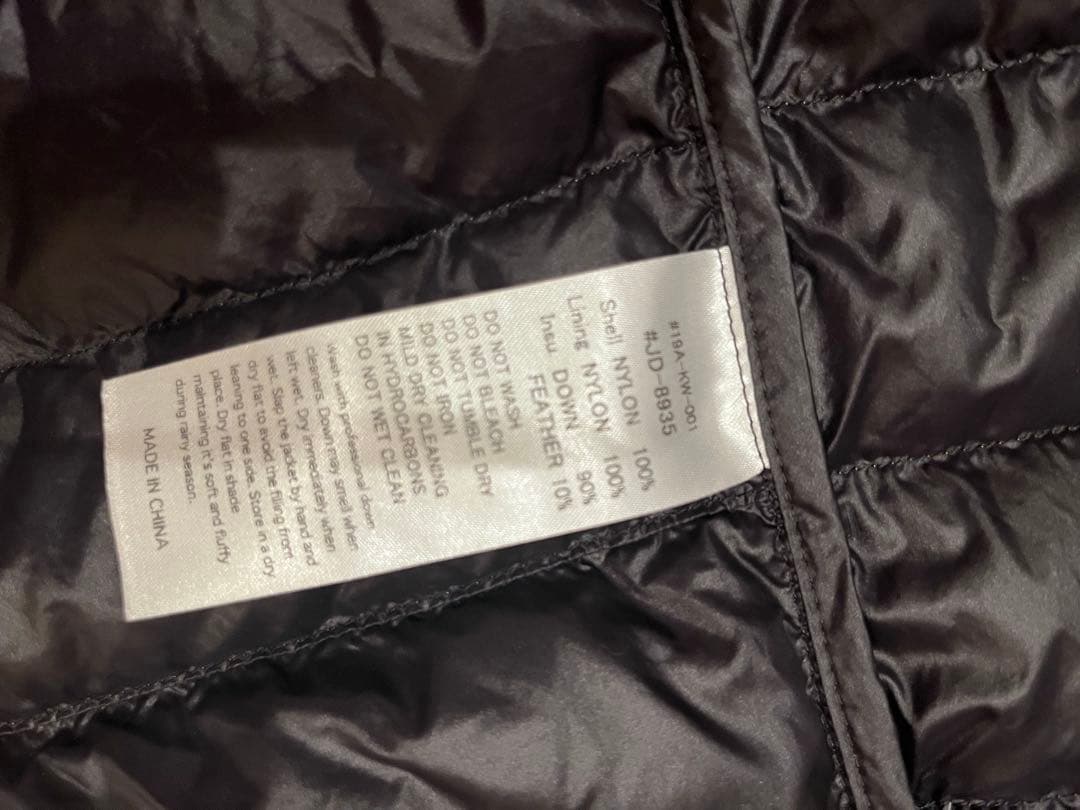 #19A-KW-001
#JD-8935
Shell NYLON 100%
Lining NYLON 100%
Insu DOWN 90%
FEATHER 10%
DO NOT WASH
DO NOT BLEACH
DO NOT TUMBLE DRY
DO NOT IRON
MILD DRY CLEANING
IN HYDROCARBONS
DO NOT WET CLEAN
wash with professional down
cleaners. Down may smell when
left wet. Dry immediately when
wet. Slap the jacket by hand and
dry flat to avoid the filling from
leaning to one side. Store in a dry
place. Dry flat in shade
maintaining it's soft and fluffy
during rainy season.
MADE IN CHINA